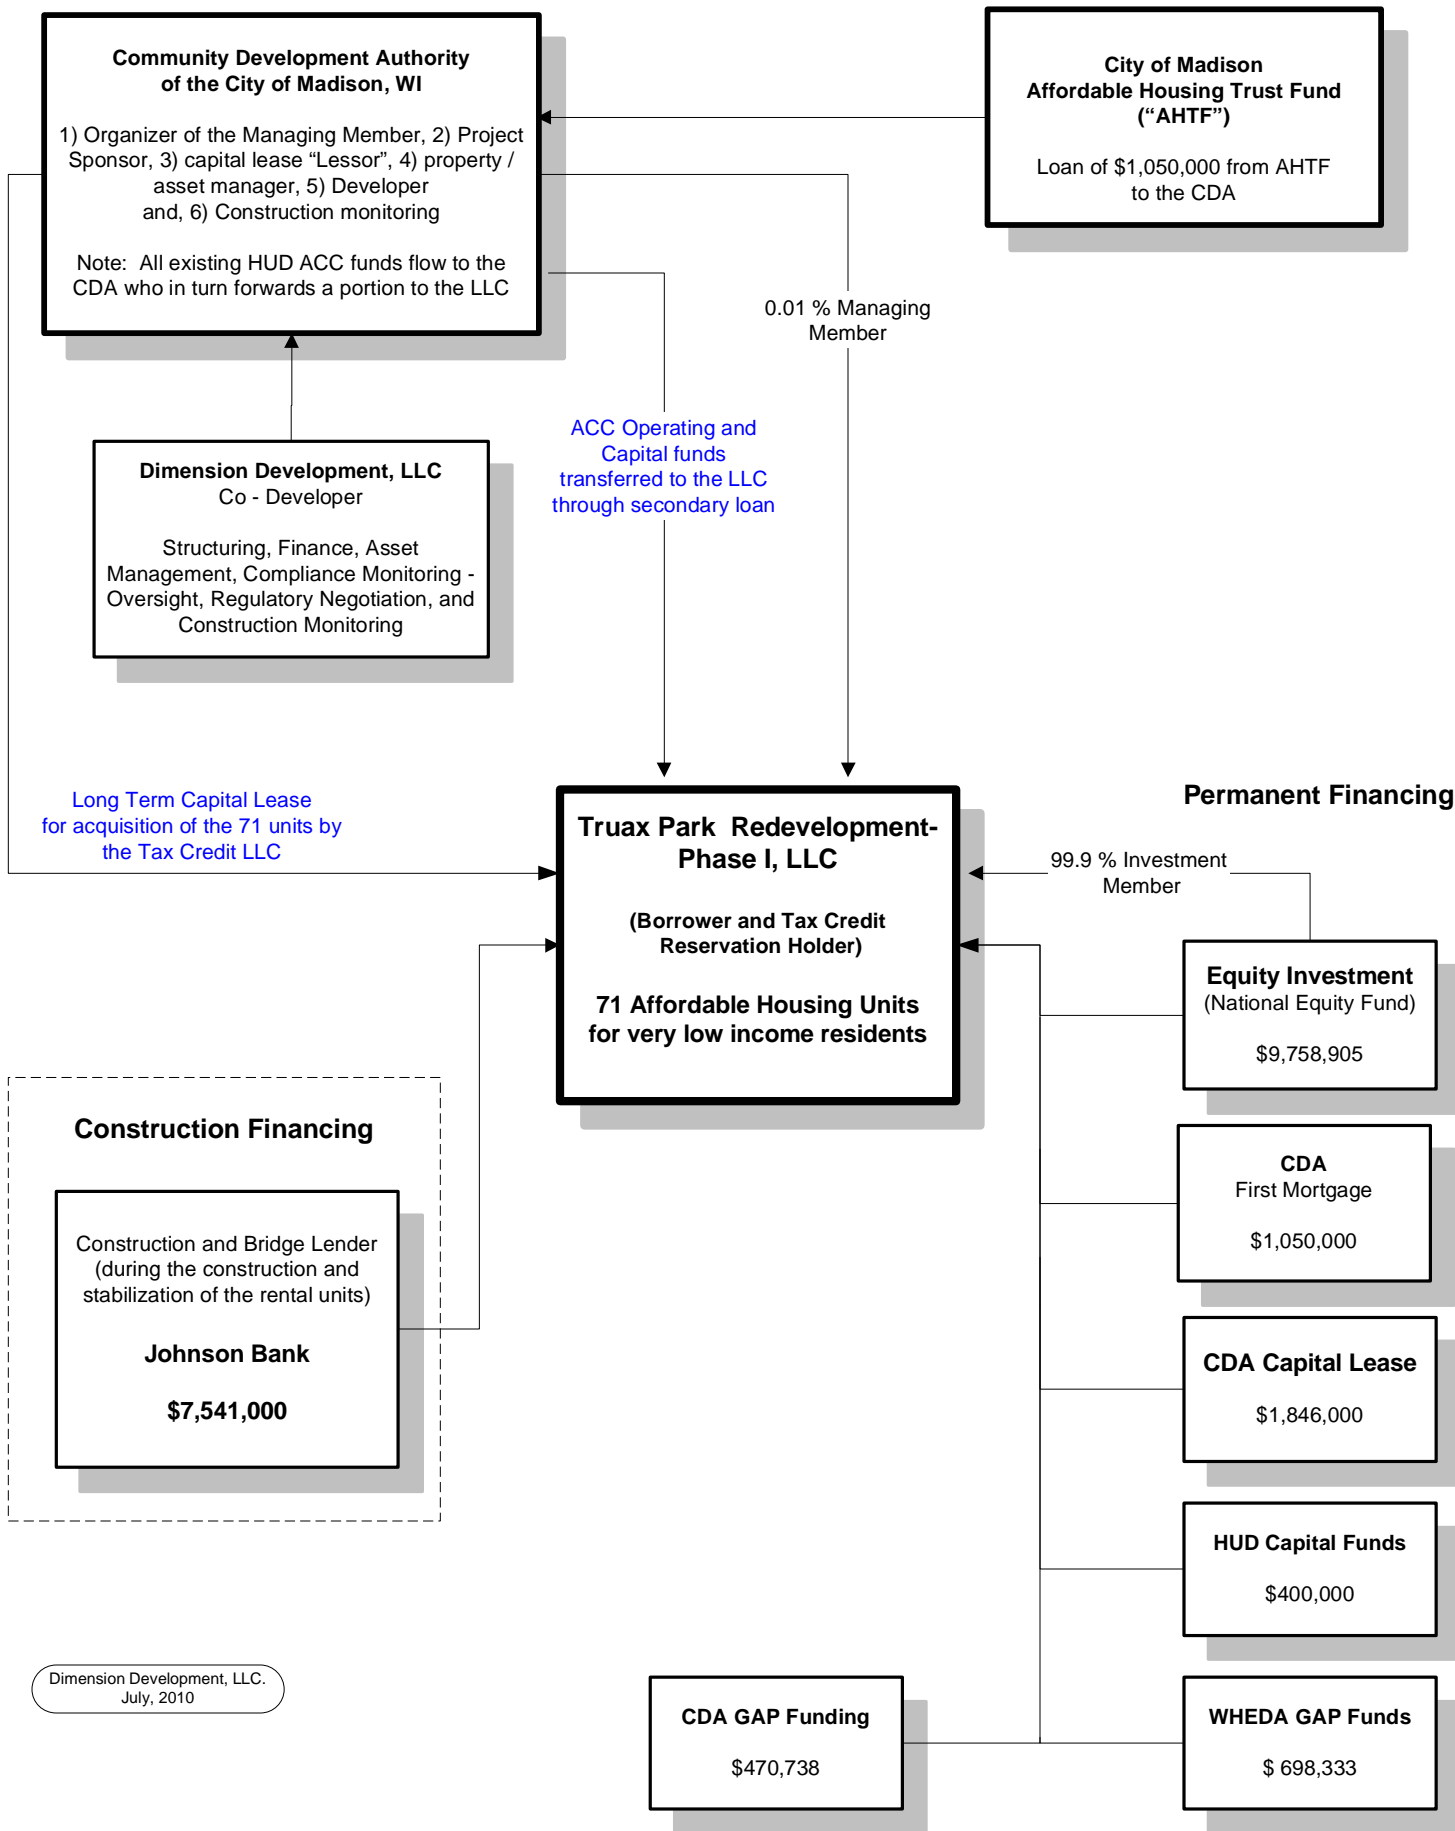 Community Development Authority
of the City of Madison, WI
1) Organizer of the Managing Member, 2) Project
Sponsor, 3) capital lease “Lessor”, 4) property /
asset manager, 5) Developer
and, 6) Construction monitoring
Note:  All existing HUD ACC funds flow to the
CDA who in turn forwards a portion to the LLC
City of Madison
Affordable Housing Trust Fund
(“AHTF”)
Loan of $1,050,000 from AHTF
to the CDA
0.01 % Managing
Member
ACC Operating and
Capital funds
transferred to the LLC
through secondary loan
Dimension Development, LLC
Co - Developer
Structuring, Finance, Asset
Management, Compliance Monitoring -
Oversight, Regulatory Negotiation, and
Construction Monitoring
Long Term Capital Lease
for acquisition of the 71 units by
the Tax Credit LLC
Truax Park  Redevelopment-
Phase I, LLC
(Borrower and Tax Credit
Reservation Holder)
71 Affordable Housing Units
for very low income residents
Permanent Financing
99.9 % Investment
Member
Equity Investment
(National Equity Fund)
$9,758,905
CDA
First Mortgage
$1,050,000
CDA Capital Lease
$1,846,000
HUD Capital Funds
$400,000
WHEDA GAP Funds
$ 698,333
CDA GAP Funding
$470,738
Construction Financing
Construction and Bridge Lender
(during the construction and
stabilization of the rental units)
Johnson Bank
$7,541,000
Dimension Development, LLC.
July, 2010